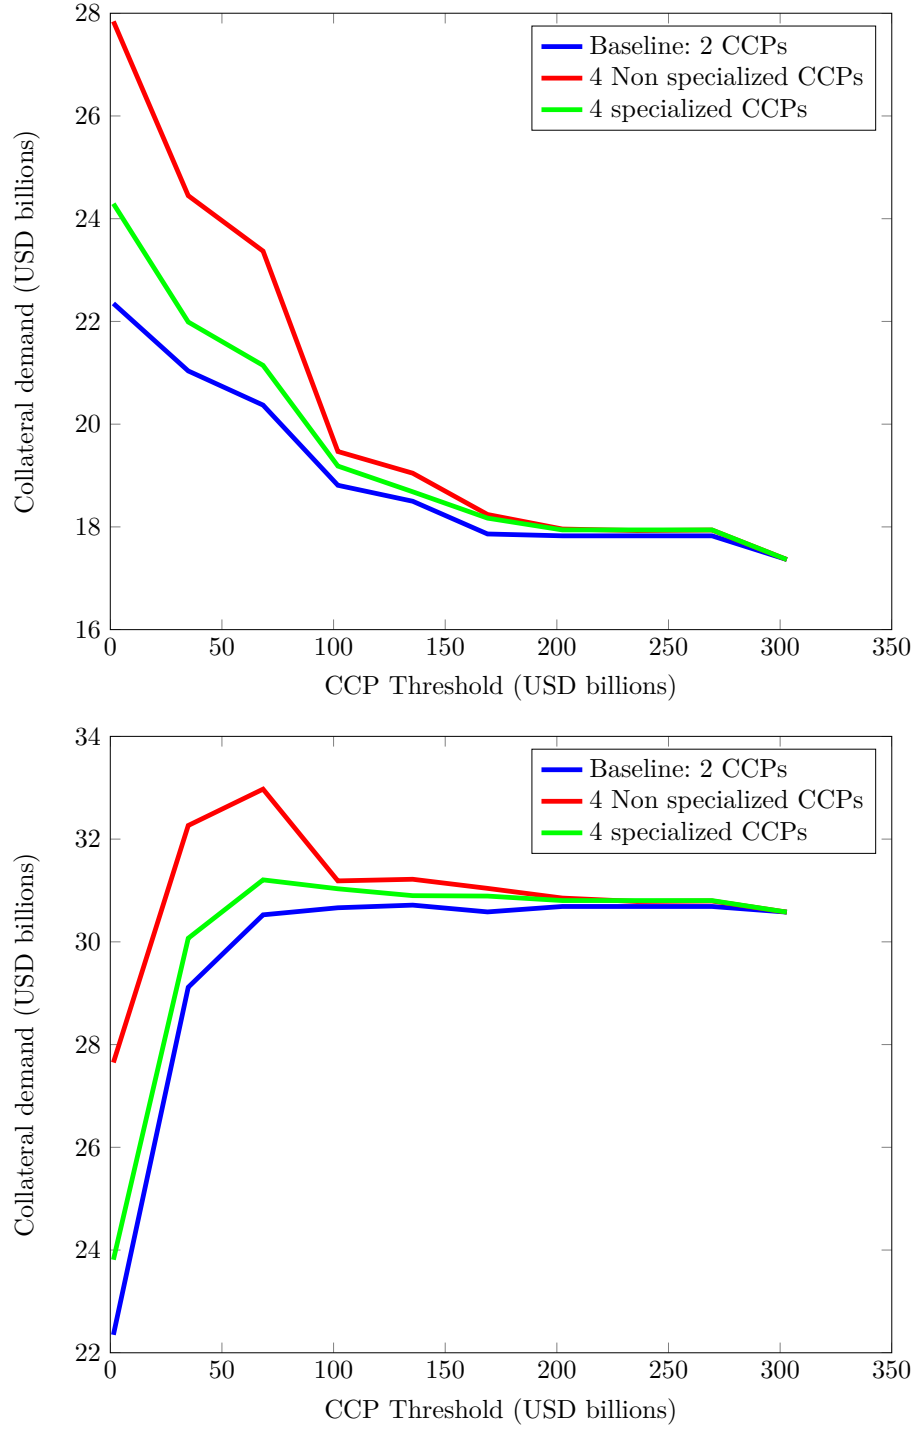 28
26
24
22
20
18
16
Collateral demand (USD billions)
Baseline: 2 CCPs
4 Non specialized CCPs
4 specialized CCPs
0 50 100 150 200 250 300 350
CCP Threshold (USD billions)
34
32
30
28
26
24
22
Collateral demand (USD billions)
Baseline: 2 CCPs
4 Non specialized CCPs
4 specialized CCPs
0 50 100 150 200 250 300 350
CCP Threshold (USD billions)